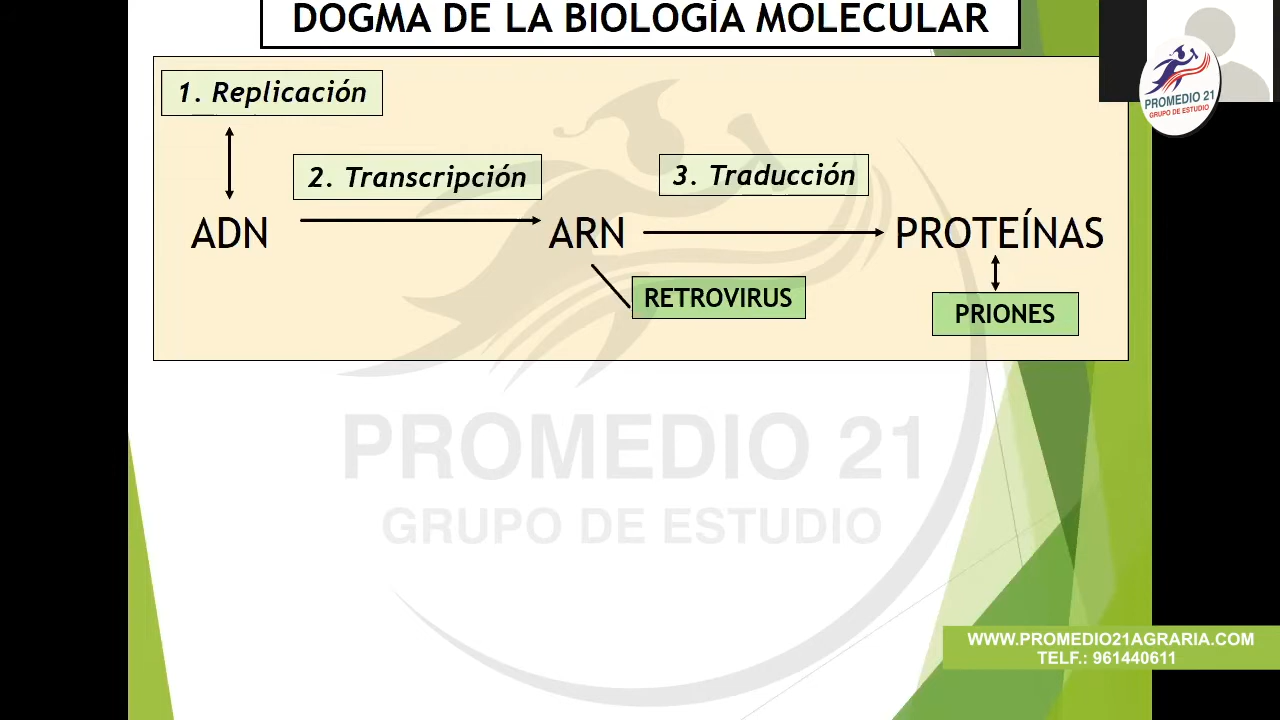 DOGMA DE LA BIOLOGÍA MOLECULAR
1. Replicación
2. Transcripción
3. Traducción
ADN
ARN
PROTEÍNAS
RETROVIRUS
PRIONES
PROMEDIO 21
GRUPO DE ESTUDIO
PROMEDIO 21
GRUPO DE ESTUDIO
WWW.PROMEDIO21AGRARIA.COM
TELF.: 961440611